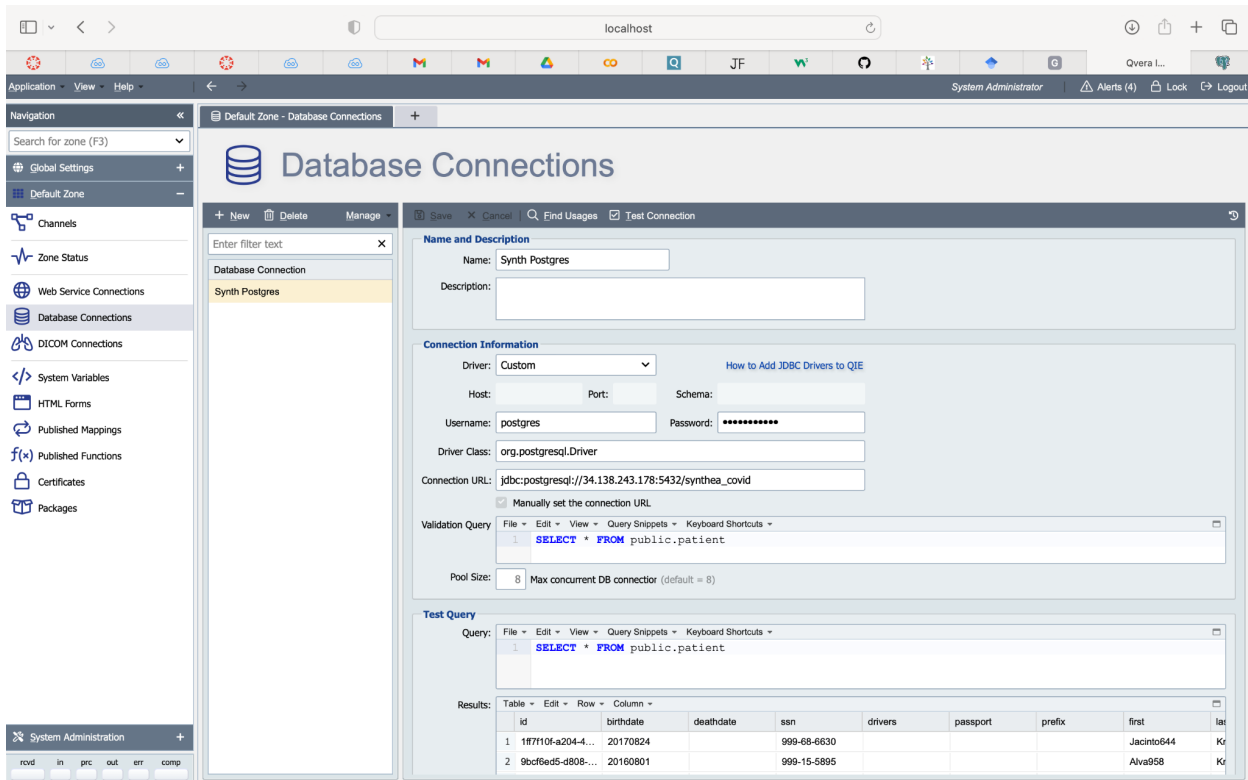 localhost
JF
Qvera I...
Application View Help System Administrator Alerts (4) Lock Logout
Navigation
Default Zone - Database Connections +
Search for zone (F3)
Global Settings +
Default Zone −
Channels
Zone Status
Web Service Connections
Database Connections
DICOM Connections
System Variables
HTML Forms
Published Mappings
Published Functions
Certificates
Packages
System Administration +
rcvd in prc out err comp
Database Connections
+ New Delete Manage
Enter filter text
Database Connection
Synth Postgres
Save Cancel Find Usages Test Connection
Name and Description
Name: Synth Postgres
Description:
Connection Information
Driver: Custom How to Add JDBC Drivers to QIE
Host: Port: Schema:
Username: postgres Password: •••••••••••
Driver Class: org.postgresql.Driver
Connection URL: jdbc:postgresql://34.138.243.178:5432/synthea_covid
Manually set the connection URL
Validation Query File Edit View Query Snippets Keyboard Shortcuts
1 SELECT * FROM public.patient
Pool Size: 8 Max concurrent DB connection (default = 8)
Test Query
Query: File Edit View Query Snippets Keyboard Shortcuts
1 SELECT * FROM public.patient
Results: Table Edit Row Column
id birthdate deathdate ssn drivers passport prefix first las
1 1ff7f10f-a204-4... 20170824 999-68-6630 Jacinto644 Kr
2 9bcf6ed5-d808-... 20160801 999-15-5895 Alva958 Kr